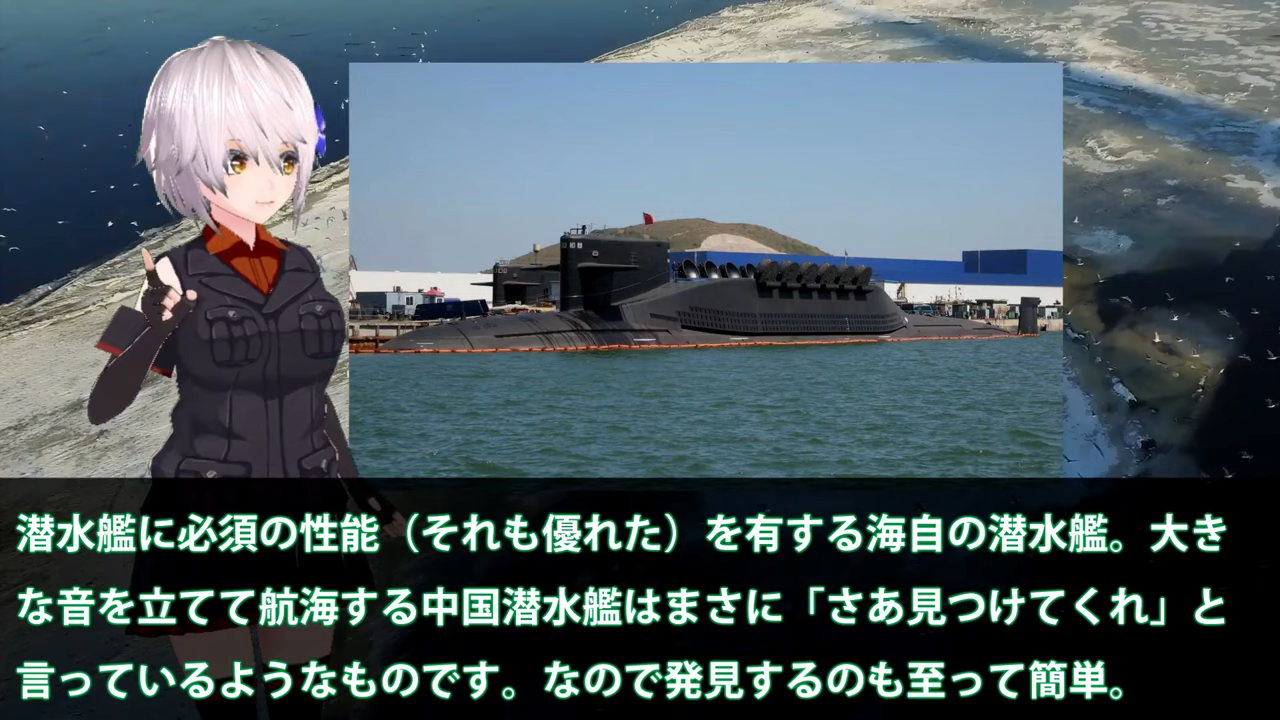 潜水艦に必須の性能（それも優れた）を有する海自の潜水艦。大き
な音を立てて航海する中国潜水艦はまさに「さあ見つけてくれ」と
言っているようなものです。なので発見するのも至って簡単。